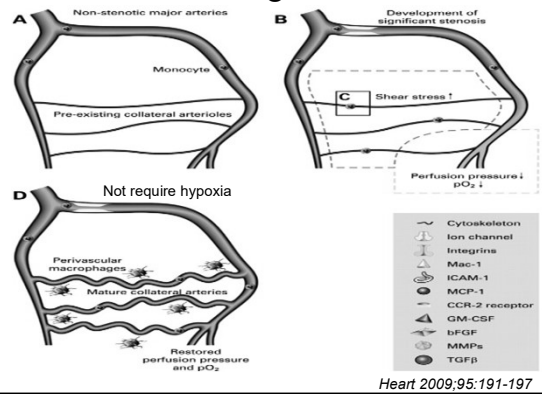 A
Non-stenotic major arteries
Monocyte
Pre-existing collateral arterioles
B
Development of
significant stenosis
C
Shear stress↑
Perfusion pressure↓
pO₂ ↓
D
Not require hypoxia
Perivascular
macrophages
Mature collateral arteries
Restored
perfusion pressure
and pO₂
Cytoskeleton
Ion channel
Integrins
Mac-1
ICAM-1
MCP-1
CCR-2 receptor
GM-CSF
bFGF
MMPs
TGFβ
Heart 2009;95:191-197